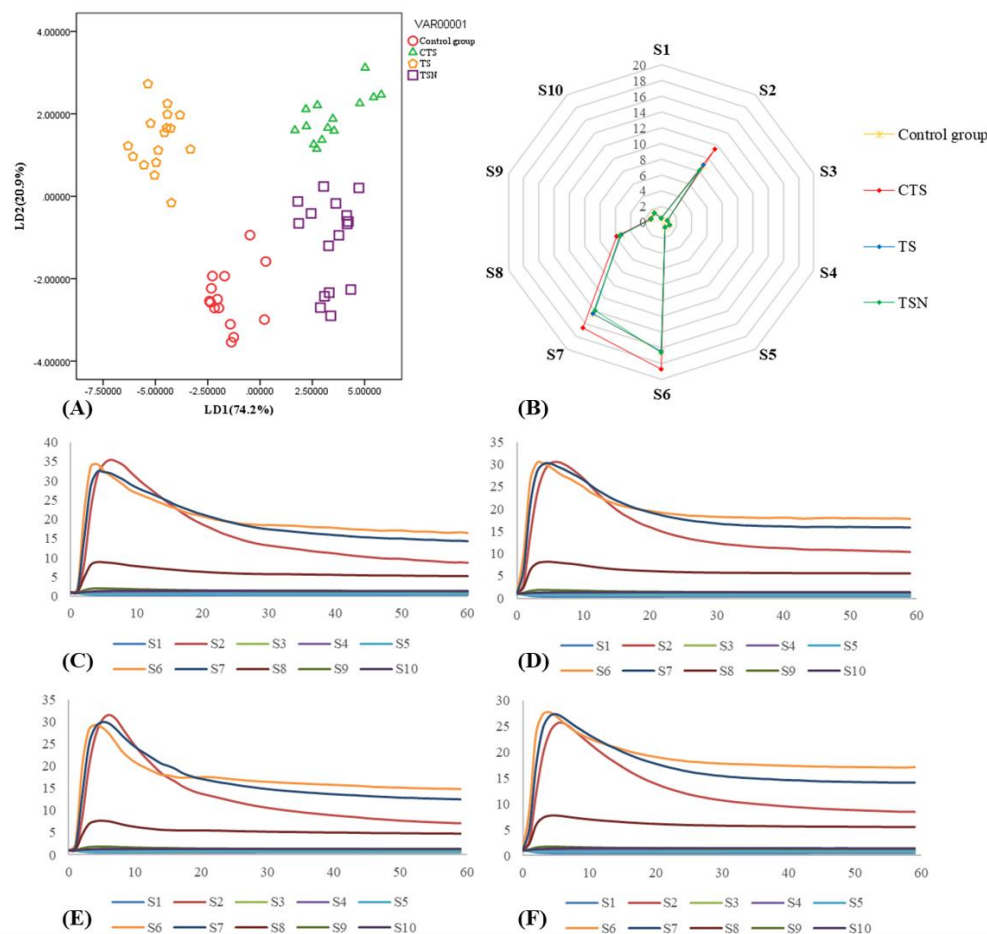 VAR00001
Control group
CTS
TS
TSN
4.00000
2.00000
.00000
-2.00000
-4.00000
LD2(20.9%)
-7.50000 -5.00000 -2.50000 .00000 2.50000 5.00000
LD1(74.2%)
(A)
S1
S2
S3
S4
S5
S6
S7
S8
S9
S10
20
18
16
14
12
10
8
6
4
2
0
Control group
CTS
TS
TSN
(B)
40
35
30
25
20
15
10
5
0
0 10 20 30 40 50 60
S1 S2 S3 S4 S5
S6 S7 S8 S9 S10
(C)
35
30
25
20
15
10
5
0
0 10 20 30 40 50 60
S1 S2 S3 S4 S5
S6 S7 S8 S9 S10
(D)
35
30
25
20
15
10
5
0
0 10 20 30 40 50 60
S1 S2 S3 S4 S5
S6 S7 S8 S9 S10
(E)
30
25
20
15
10
5
0
0 10 20 30 40 50 60
S1 S2 S3 S4 S5
S6 S7 S8 S9 S10
(F)